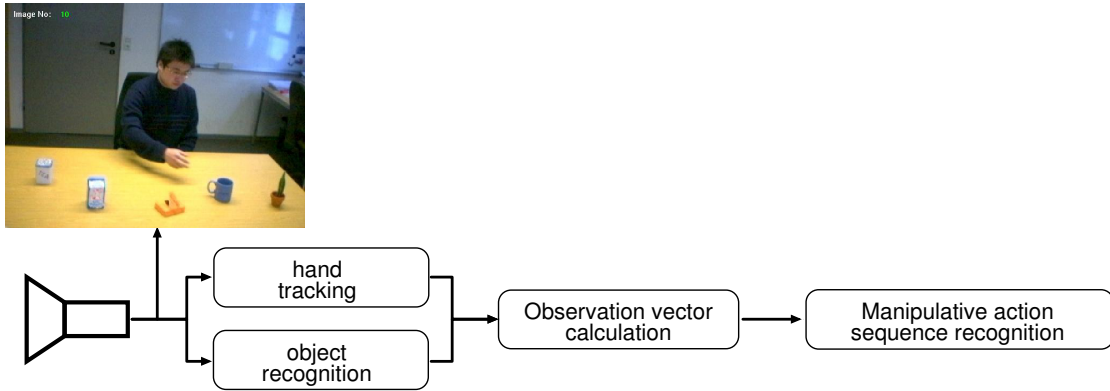 Image No: 10
hand
tracking
object
recognition
Observation vector
calculation
Manipulative action
sequence recognition